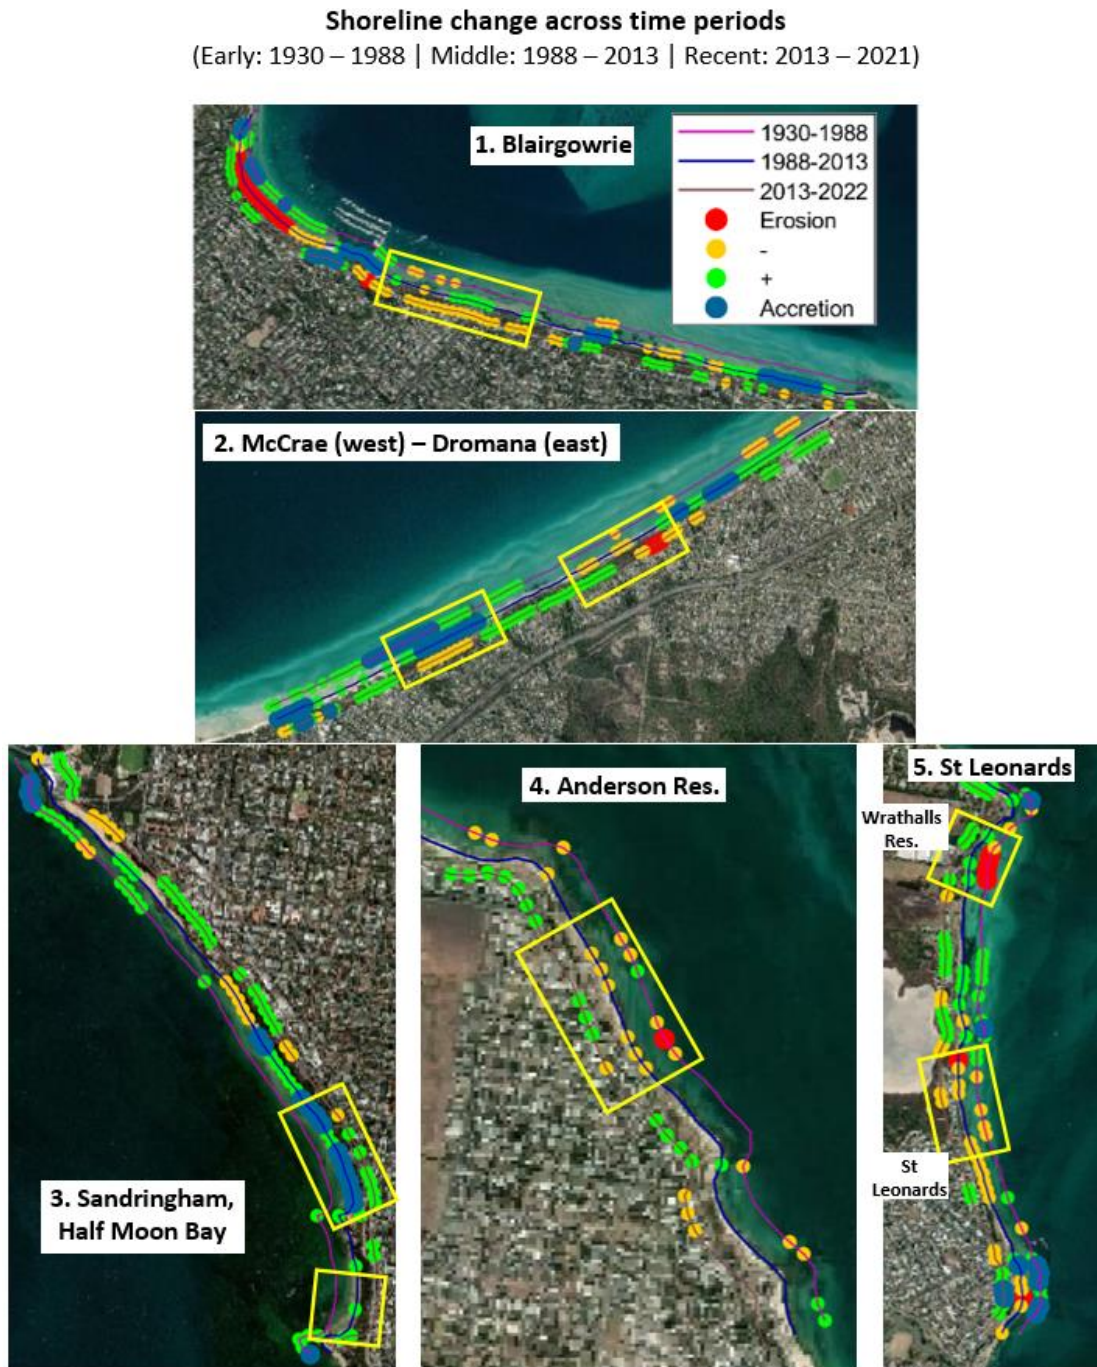 Shoreline change across time periods
(Early: 1930 – 1988 | Middle: 1988 – 2013 | Recent: 2013 – 2021)
1. Blairgowrie
1930-1988
1988-2013
2013-2022
Erosion
-
+
Accretion
2. McCrae (west) – Dromana (east)
3. Sandringham,
Half Moon Bay
4. Anderson Res.
5. St Leonards
Wrathalls
Res.
St
Leonards